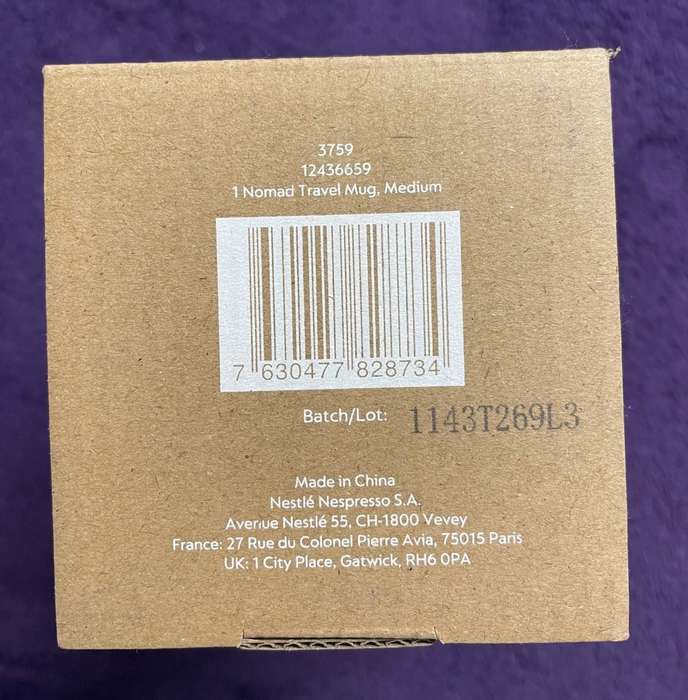 3759
12436659
1 Nomad Travel Mug, Medium
7 630477 828734
Batch/Lot: 1143T269L3
Made in China
Nestlé Nespresso S.A.
Avenue Nestlé 55, CH-1800 Vevey
France: 27 Rue du Colonel Pierre Avia, 75015 Paris
UK: 1 City Place, Gatwick, RH6 0PA